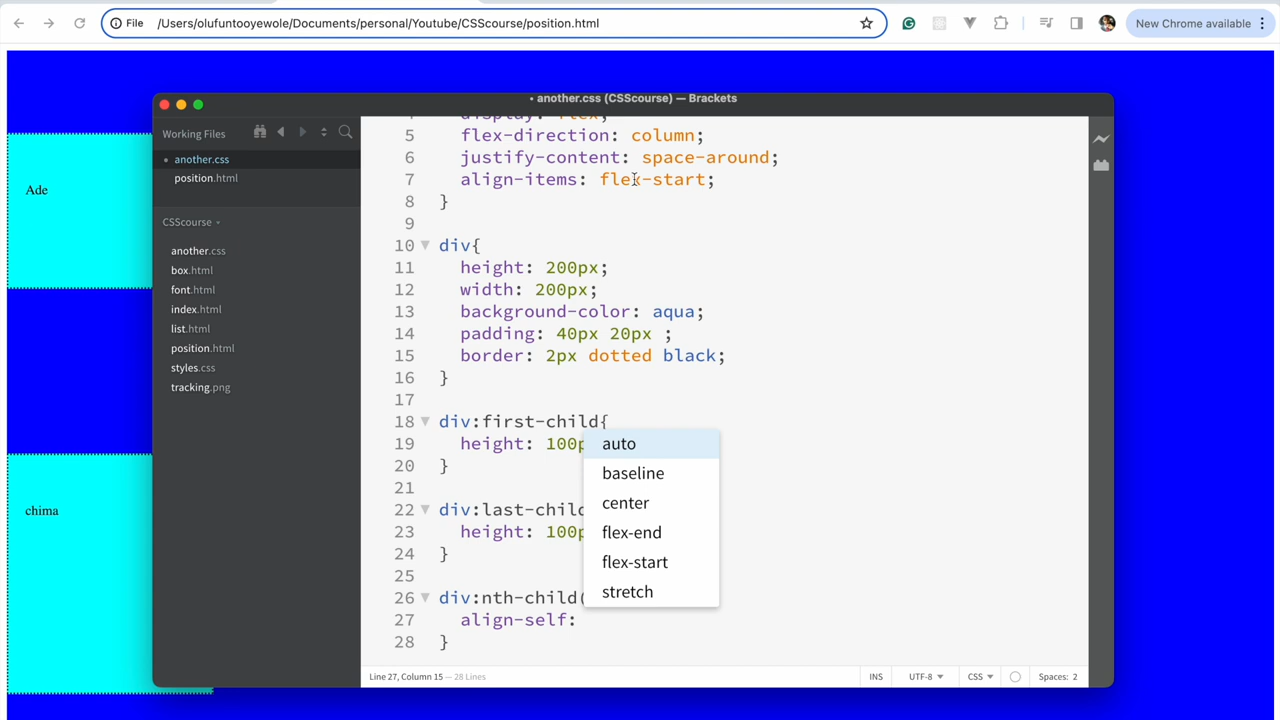 File /Users/olufuntooyewole/Documents/personal/Youtube/CSScourse/position.html
New Chrome available
• another.css (CSScourse) — Brackets
Working Files
• another.css
position.html
CSScourse
another.css
box.html
font.html
index.html
list.html
position.html
styles.css
tracking.png
Ade
chima
4 display: flex;
5 flex-direction: column;
6 justify-content: space-around;
7 align-items: flex-start;
8 }
9
10 div{
11 height: 200px;
12 width: 200px;
13 background-color: aqua;
14 padding: 40px 20px ;
15 border: 2px dotted black;
16 }
17
18 div:first-child{
19 height: 100p
20 }
21
22 div:last-child
23 height: 100p
24 }
25
26 div:nth-child(
27 align-self:
28 }
auto
baseline
center
flex-end
flex-start
stretch
Line 27, Column 15 — 28 Lines
INS UTF-8 CSS Spaces: 2